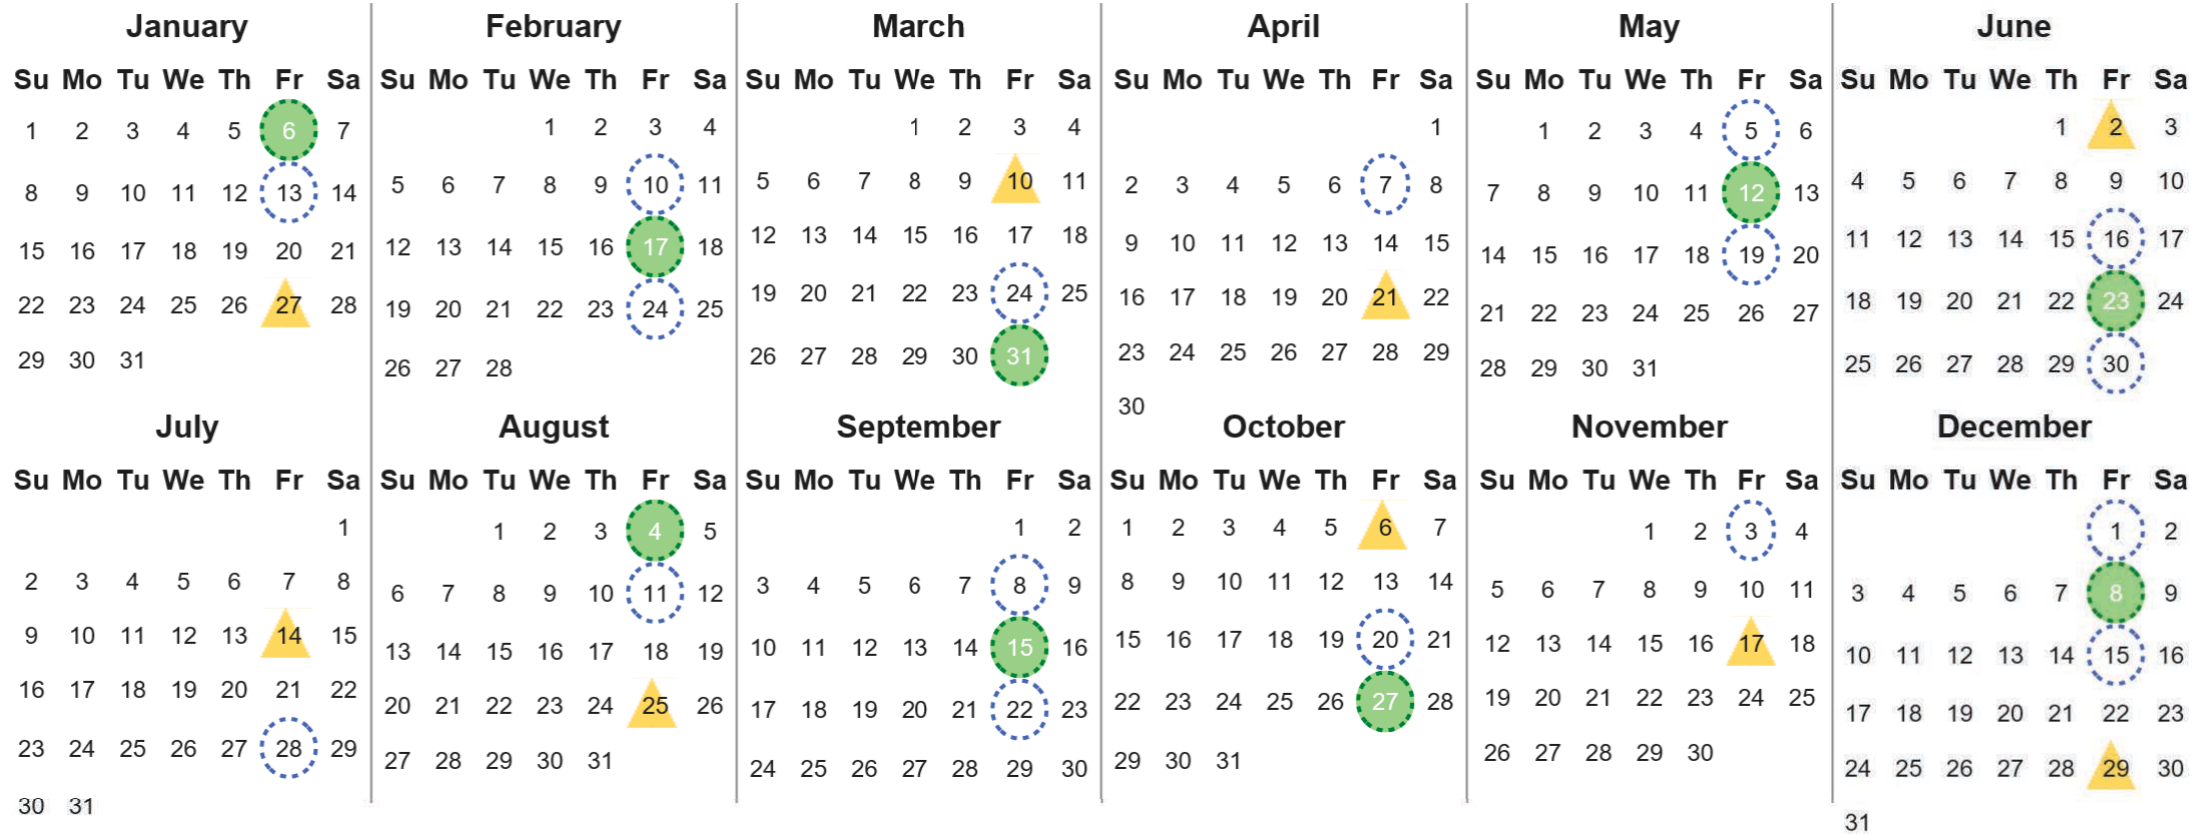 January
Su Mo Tu We Th Fr Sa
1 2 3 4 5 6 7
8 9 10 11 12 13 14
15 16 17 18 19 20 21
22 23 24 25 26 27 28
29 30 31
February
Su Mo Tu We Th Fr Sa
1 2 3 4
5 6 7 8 9 10 11
12 13 14 15 16 17 18
19 20 21 22 23 24 25
26 27 28
March
Su Mo Tu We Th Fr Sa
1 2 3 4
5 6 7 8 9 10 11
12 13 14 15 16 17 18
19 20 21 22 23 24 25
26 27 28 29 30 31
April
Su Mo Tu We Th Fr Sa
1
2 3 4 5 6 7 8
9 10 11 12 13 14 15
16 17 18 19 20 21 22
23 24 25 26 27 28 29
30
May
Su Mo Tu We Th Fr Sa
1 2 3 4 5 6
7 8 9 10 11 12 13
14 15 16 17 18 19 20
21 22 23 24 25 26 27
28 29 30 31
June
Su Mo Tu We Th Fr Sa
1 2 3
4 5 6 7 8 9 10
11 12 13 14 15 16 17
18 19 20 21 22 23 24
25 26 27 28 29 30
July
Su Mo Tu We Th Fr Sa
1
2 3 4 5 6 7 8
9 10 11 12 13 14 15
16 17 18 19 20 21 22
23 24 25 26 27 28 29
30 31
August
Su Mo Tu We Th Fr Sa
1 2 3 4 5
6 7 8 9 10 11 12
13 14 15 16 17 18 19
20 21 22 23 24 25 26
27 28 29 30 31
September
Su Mo Tu We Th Fr Sa
1 2
3 4 5 6 7 8 9
10 11 12 13 14 15 16
17 18 19 20 21 22 23
24 25 26 27 28 29 30
October
Su Mo Tu We Th Fr Sa
1 2 3 4 5 6 7
8 9 10 11 12 13 14
15 16 17 18 19 20 21
22 23 24 25 26 27 28
29 30 31
November
Su Mo Tu We Th Fr Sa
1 2 3 4
5 6 7 8 9 10 11
12 13 14 15 16 17 18
19 20 21 22 23 24 25
26 27 28 29 30
December
Su Mo Tu We Th Fr Sa
1 2
3 4 5 6 7 8 9
10 11 12 13 14 15 16
17 18 19 20 21 22 23
24 25 26 27 28 29 30
31